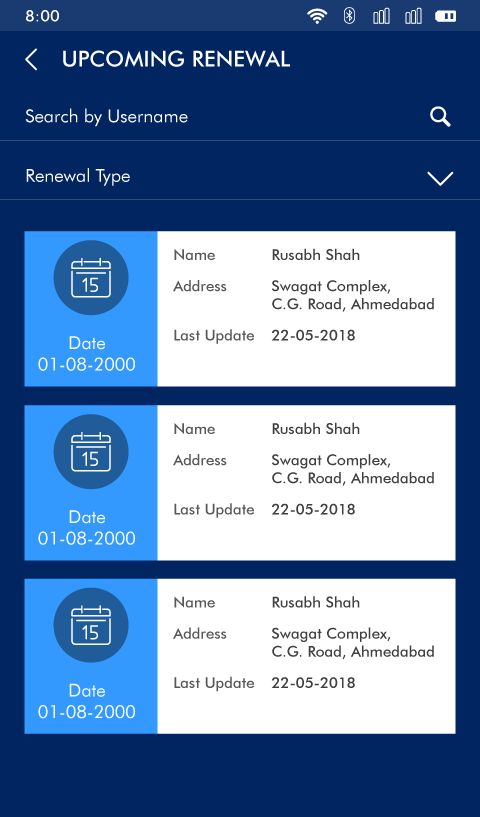 8:00
UPCOMING RENEWAL
Search by Username
Renewal Type
15
Date
01-08-2000
Name Rusabh Shah
Address Swagat Complex,
C.G. Road, Ahmedabad
Last Update 22-05-2018
15
Date
01-08-2000
Name Rusabh Shah
Address Swagat Complex,
C.G. Road, Ahmedabad
Last Update 22-05-2018
15
Date
01-08-2000
Name Rusabh Shah
Address Swagat Complex,
C.G. Road, Ahmedabad
Last Update 22-05-2018